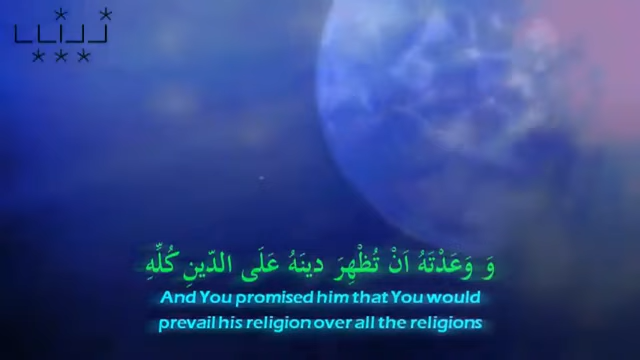 وَ وَعَدْتَهُ اَنْ تُظْهِرَ دينَهُ عَلَى الدّينِ كُلِّهِ
And You promised him that You would
prevail his religion over all the religions